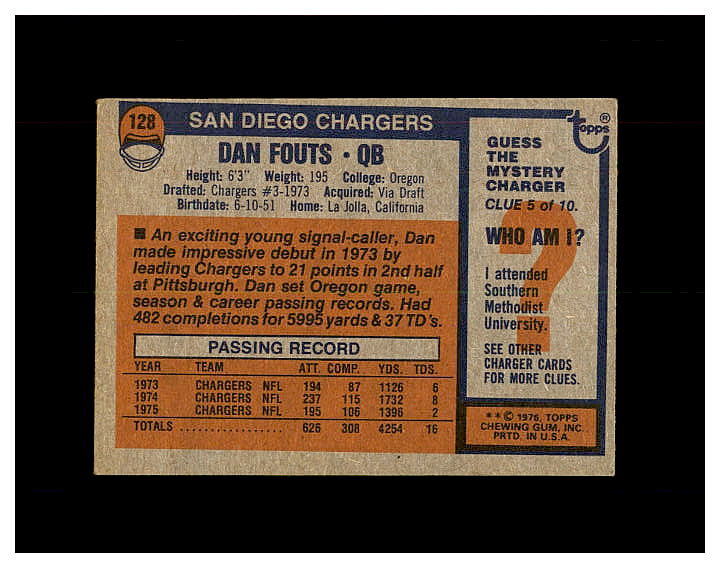 128
SAN DIEGO CHARGERS
DAN FOUTS • QB
Height: 6'3" Weight: 195 College: Oregon
Drafted: Chargers #3-1973 Acquired: Via Draft
Birthdate: 6-10-51 Home: La Jolla, California
■ An exciting young signal-caller, Dan
made impressive debut in 1973 by
leading Chargers to 21 points in 2nd half
at Pittsburgh. Dan set Oregon game,
season & career passing records. Had
482 completions for 5995 yards & 37 TD's.
PASSING RECORD
YEAR TEAM ATT. COMP. YDS. TDS.
1973 CHARGERS NFL 194 87 1126 6
1974 CHARGERS NFL 237 115 1732 8
1975 CHARGERS NFL 195 106 1396 2
TOTALS ................. 626 308 4254 16
topps ®
GUESS
THE
MYSTERY
CHARGER
CLUE 5 of 10.
WHO AM I?
?
I attended
Southern
Methodist
University.
SEE OTHER
CHARGER CARDS
FOR MORE CLUES.
**© 1976, TOPPS
CHEWING GUM, INC.
PRTD. IN U.S.A.